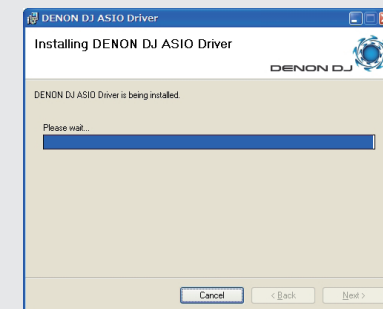 DENON DJ ASIO Driver
Installing DENON DJ ASIO Driver
DENON DJ
DENON DJ ASIO Driver is being installed.
Please wait...
Cancel
< Back
Next >